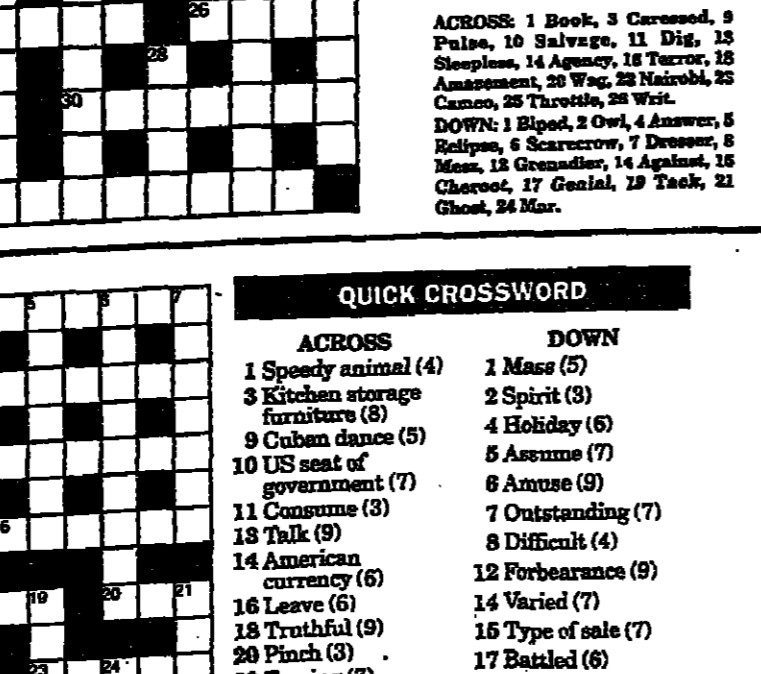 26
28
30
ACROSS: 1 Book, 3 Caressed, 9
Pulse, 10 Salvage, 11 Dig, 13
Sleepless, 14 Agency, 16 Terror, 18
Amazement, 20 Wag, 22 Nairobi, 23
Cameo, 25 Throttle, 26 Writ.
DOWN: 1 Biped, 2 Owl, 4 Answer, 5
Eclipse, 6 Scarecrow, 7 Dresser, 8
Mess, 12 Grenadier, 14 Against, 15
Cheroot, 17 Genial, 19 Tack, 21
Ghost, 24 Mar.
5 6 7
6
19 20 21
23 24
QUICK CROSSWORD
ACROSS
1 Speedy animal (4)
3 Kitchen storage
furniture (8)
9 Cuban dance (5)
10 US seat of
government (7)
11 Consume (3)
13 Talk (9)
14 American
currency (6)
16 Leave (6)
18 Truthful (9)
20 Pinch (3)
DOWN
1 Mass (5)
2 Spirit (3)
4 Holiday (6)
5 Assume (7)
6 Amuse (9)
7 Outstanding (7)
8 Difficult (4)
12 Forbearance (9)
14 Varied (7)
15 Type of sale (7)
17 Battled (6)